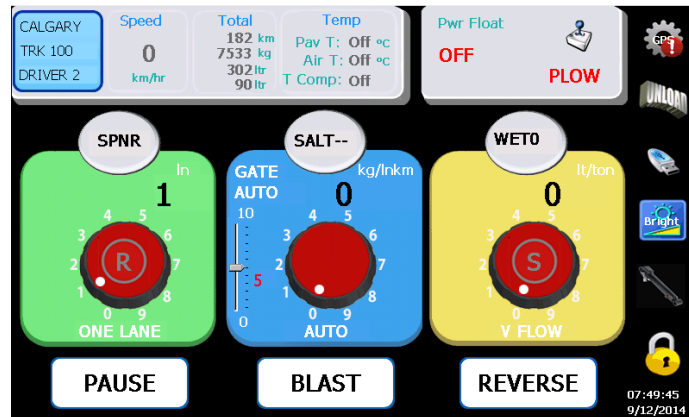 CALGARY
TRK 100
DRIVER 2
Speed
0
km/hr
Total
182 km
7533 kg
302 ltr
90 ltr
Temp
Pav T: Off ºc
Air T: Off ºc
T Comp: Off
Pwr Float
OFF
PLOW
GPS
!
UNLOAD
Bright
SPNR
ln
1
0 1 2 3 4 5 6 7 8 9
R
ONE LANE
SALT--
kg/lnkm
GATE
AUTO
0
10
5
0
0 1 2 3 4 5 6 7 8 9
AUTO
WET0
lt/ton
0
0 1 2 3 4 5 6 7 8 9
S
V FLOW
PAUSE
BLAST
REVERSE
07:49:45
9/12/2014